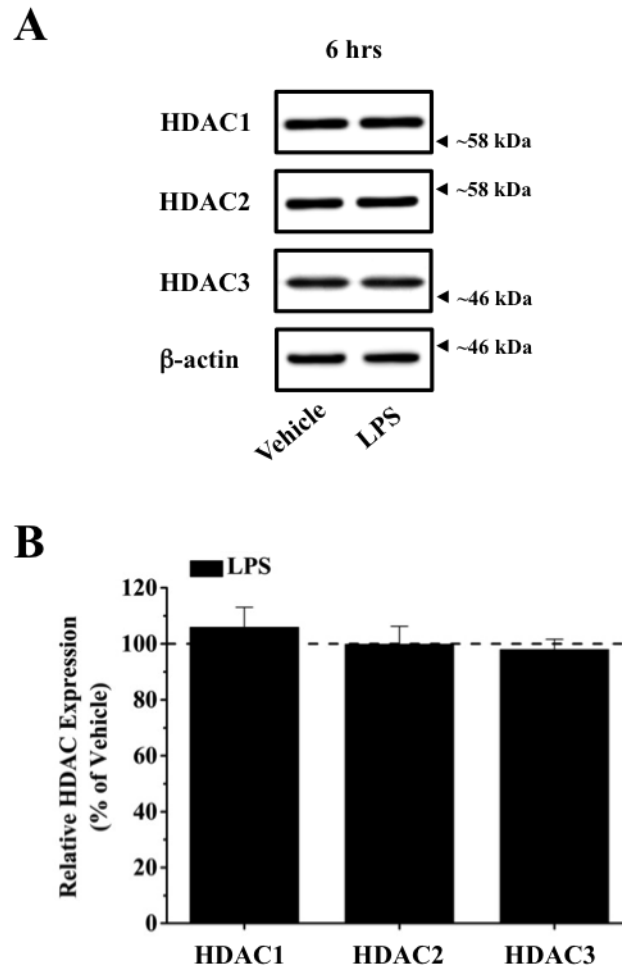 A
6 hrs
HDAC1
◄ ~58 kDa
HDAC2
◄ ~58 kDa
HDAC3
◄ ~46 kDa
β-actin
◄ ~46 kDa
Vehicle
LPS
B
LPS
Relative HDAC Expression
(% of Vehicle)
120
100
80
60
40
20
0
HDAC1 HDAC2 HDAC3